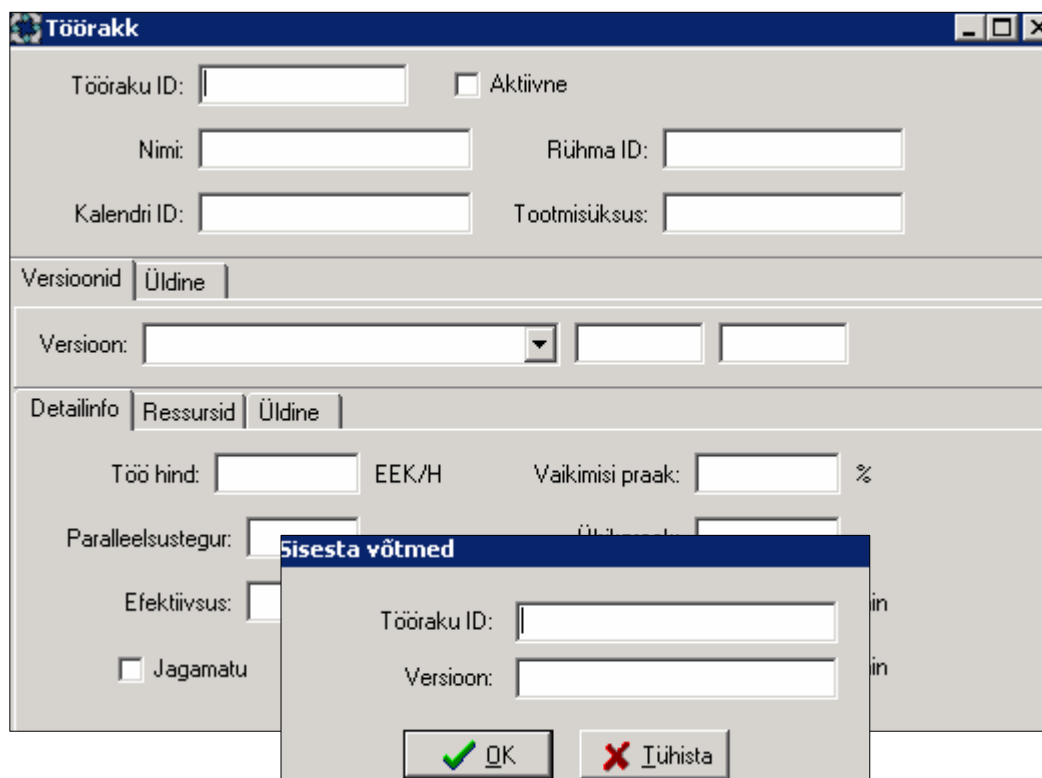 Töörakk
Tööraku ID: Aktiivne
Nimi: Rühma ID:
Kalendri ID: Tootmisüksus:
Versioonid Üldine
Versioon:
Detailinfo Ressursid Üldine
Töö hind: EEK/H Vaikimisi praak: %
Paralleelsustegur:
Efektiivsus:
Jagamatu
Sisesta võtmed
Tööraku ID:
Versioon:
OK Tühista